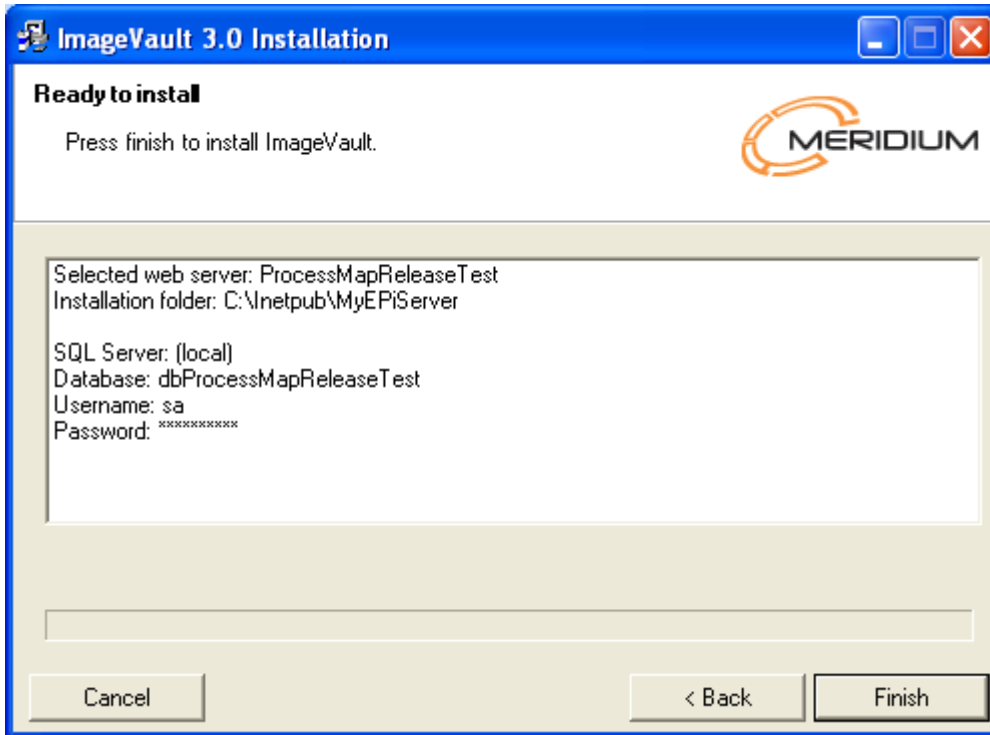 ImageVault 3.0 Installation
Ready to install
Press finish to install ImageVault.
MERIDIUM
Selected web server: ProcessMapReleaseTest
Installation folder: C:\Inetpub\MyEPiServer
SQL Server: (local)
Database: dbProcessMapReleaseTest
Username: sa
Password: **********
Cancel
< Back
Finish